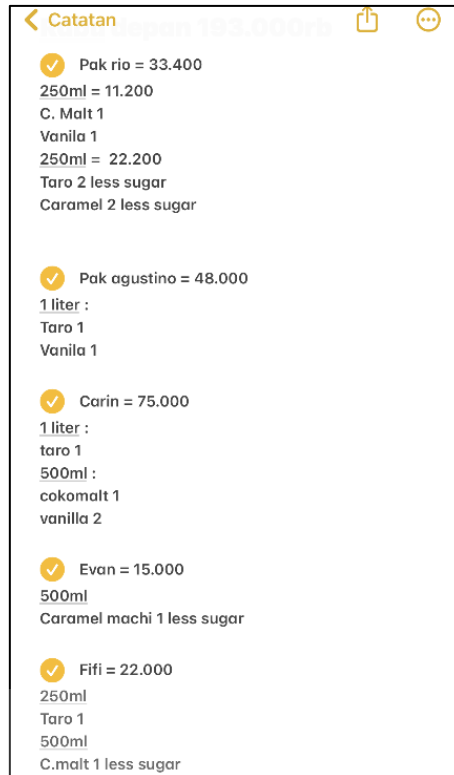 Catatan
depan 193.000rb
Pak rio = 33.400
250ml = 11.200
C. Malt 1
Vanila 1
250ml = 22.200
Taro 2 less sugar
Caramel 2 less sugar
Pak agustino = 48.000
1 liter :
Taro 1
Vanila 1
Carin = 75.000
1 liter :
taro 1
500ml :
cokomalt 1
vanilla 2
Evan = 15.000
500ml
Caramel machi 1 less sugar
Fifi = 22.000
250ml
Taro 1
500ml
C.malt 1 less sugar